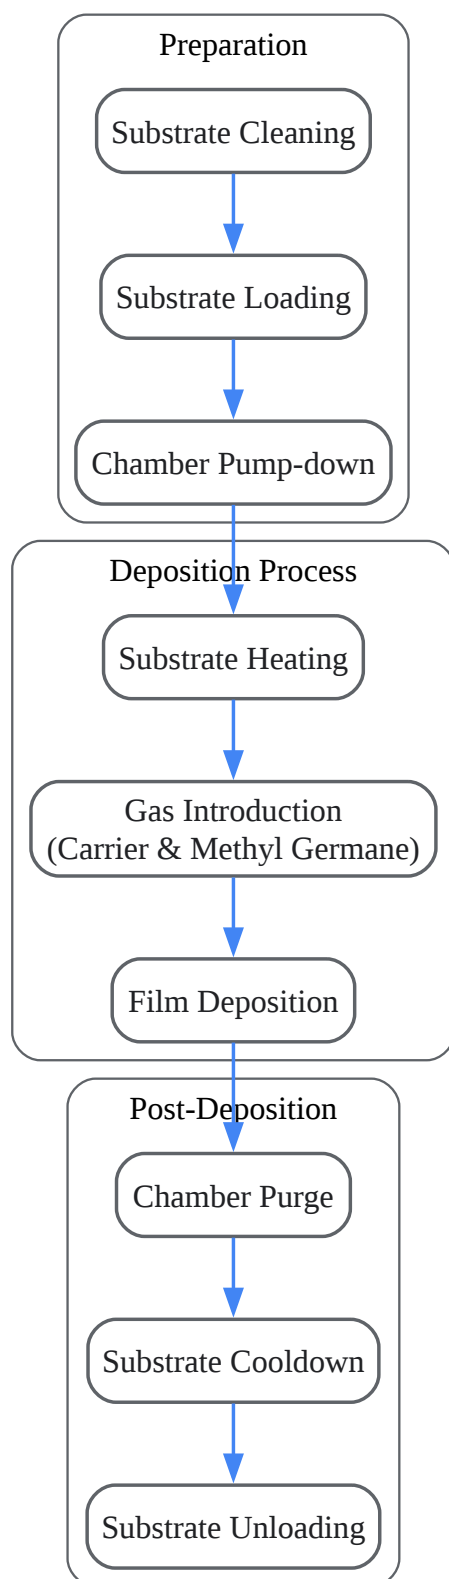 Preparation
Substrate Cleaning
Substrate Loading
Chamber Pump-down
Deposition Process
Substrate Heating
Gas Introduction
(Carrier & Methyl Germane)
Film Deposition
Post-Deposition
Chamber Purge
Substrate Cooldown
Substrate Unloading